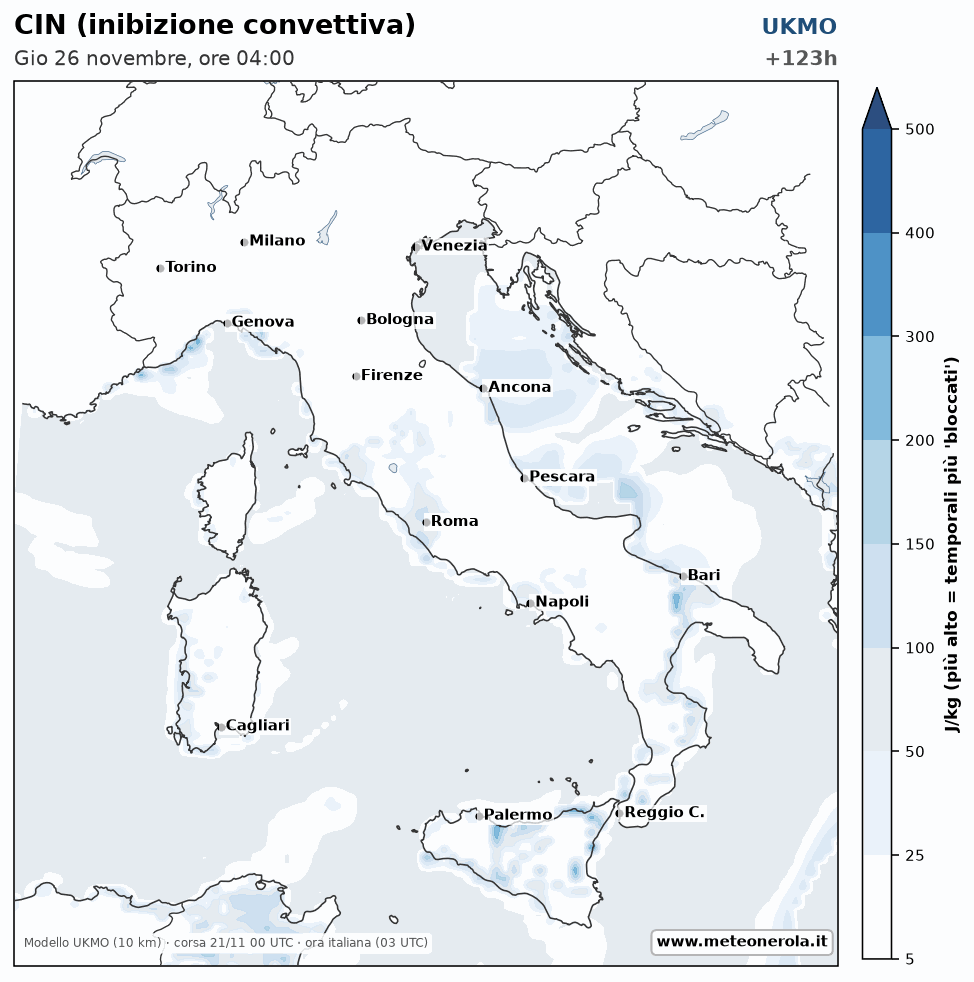 CIN (inibizione convettiva)
UKMO
Gio 26 novembre, ore 04:00
+123h
500
400
300
200
150
100
50
25
5
J/kg (più alto = temporali più 'bloccati')
Milano
Venezia
Torino
Genova
Bologna
Firenze
Ancona
Pescara
Roma
Bari
Napoli
Cagliari
Palermo
Reggio C.
Modello UKMO (10 km) · corsa 21/11 00 UTC · ora italiana (03 UTC)
www.meteonerola.it